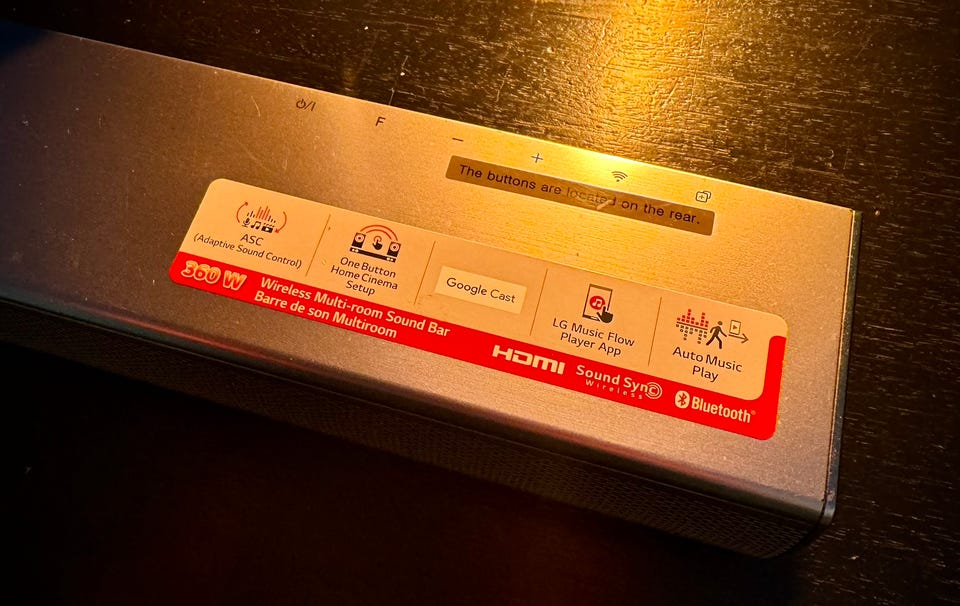 F
The buttons are located on the rear.
ASC
(Adaptive Sound Control)
One Button
Home Cinema
Setup
Google Cast
LG Music Flow
Player App
Auto Music
Play
360 W
Wireless Multi-room Sound Bar
Barre de son Multiroom
HDMI
Sound Sync
Wireless
Bluetooth®